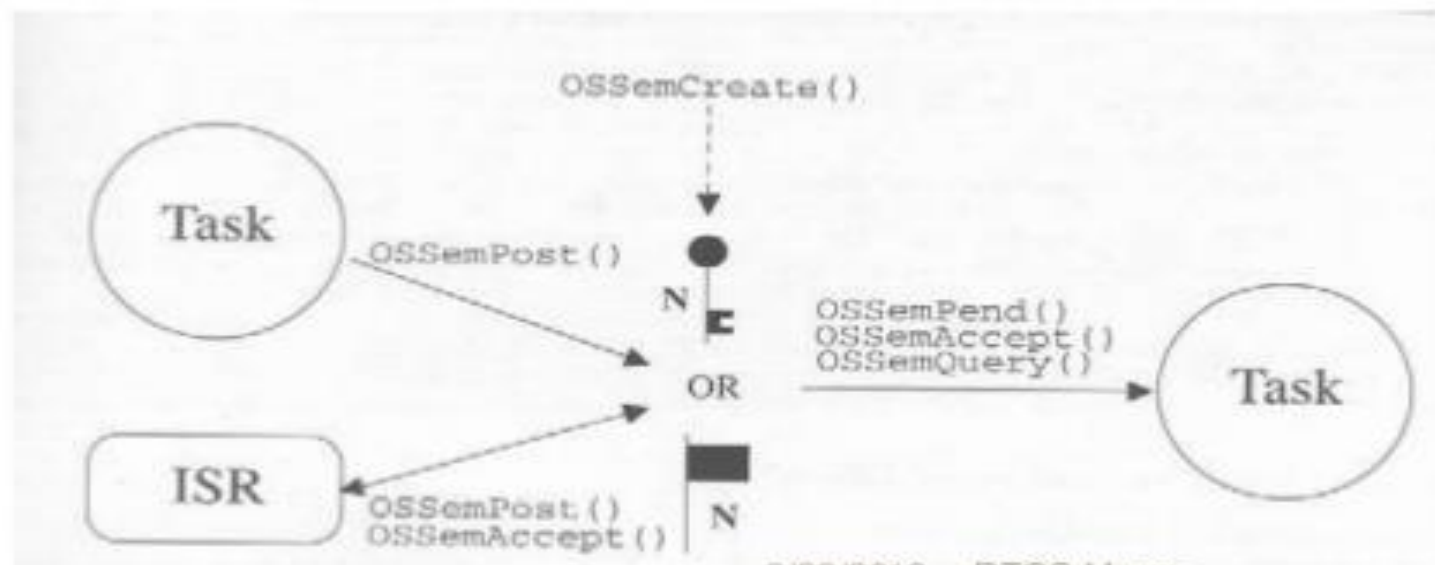 OSSemCreate()
Task
OSSemPost()
N
OSSemPend()
OSSemAccept()
OSSemQuery()
OR
Task
ISR
OSSemPost()
OSSemAccept()
N